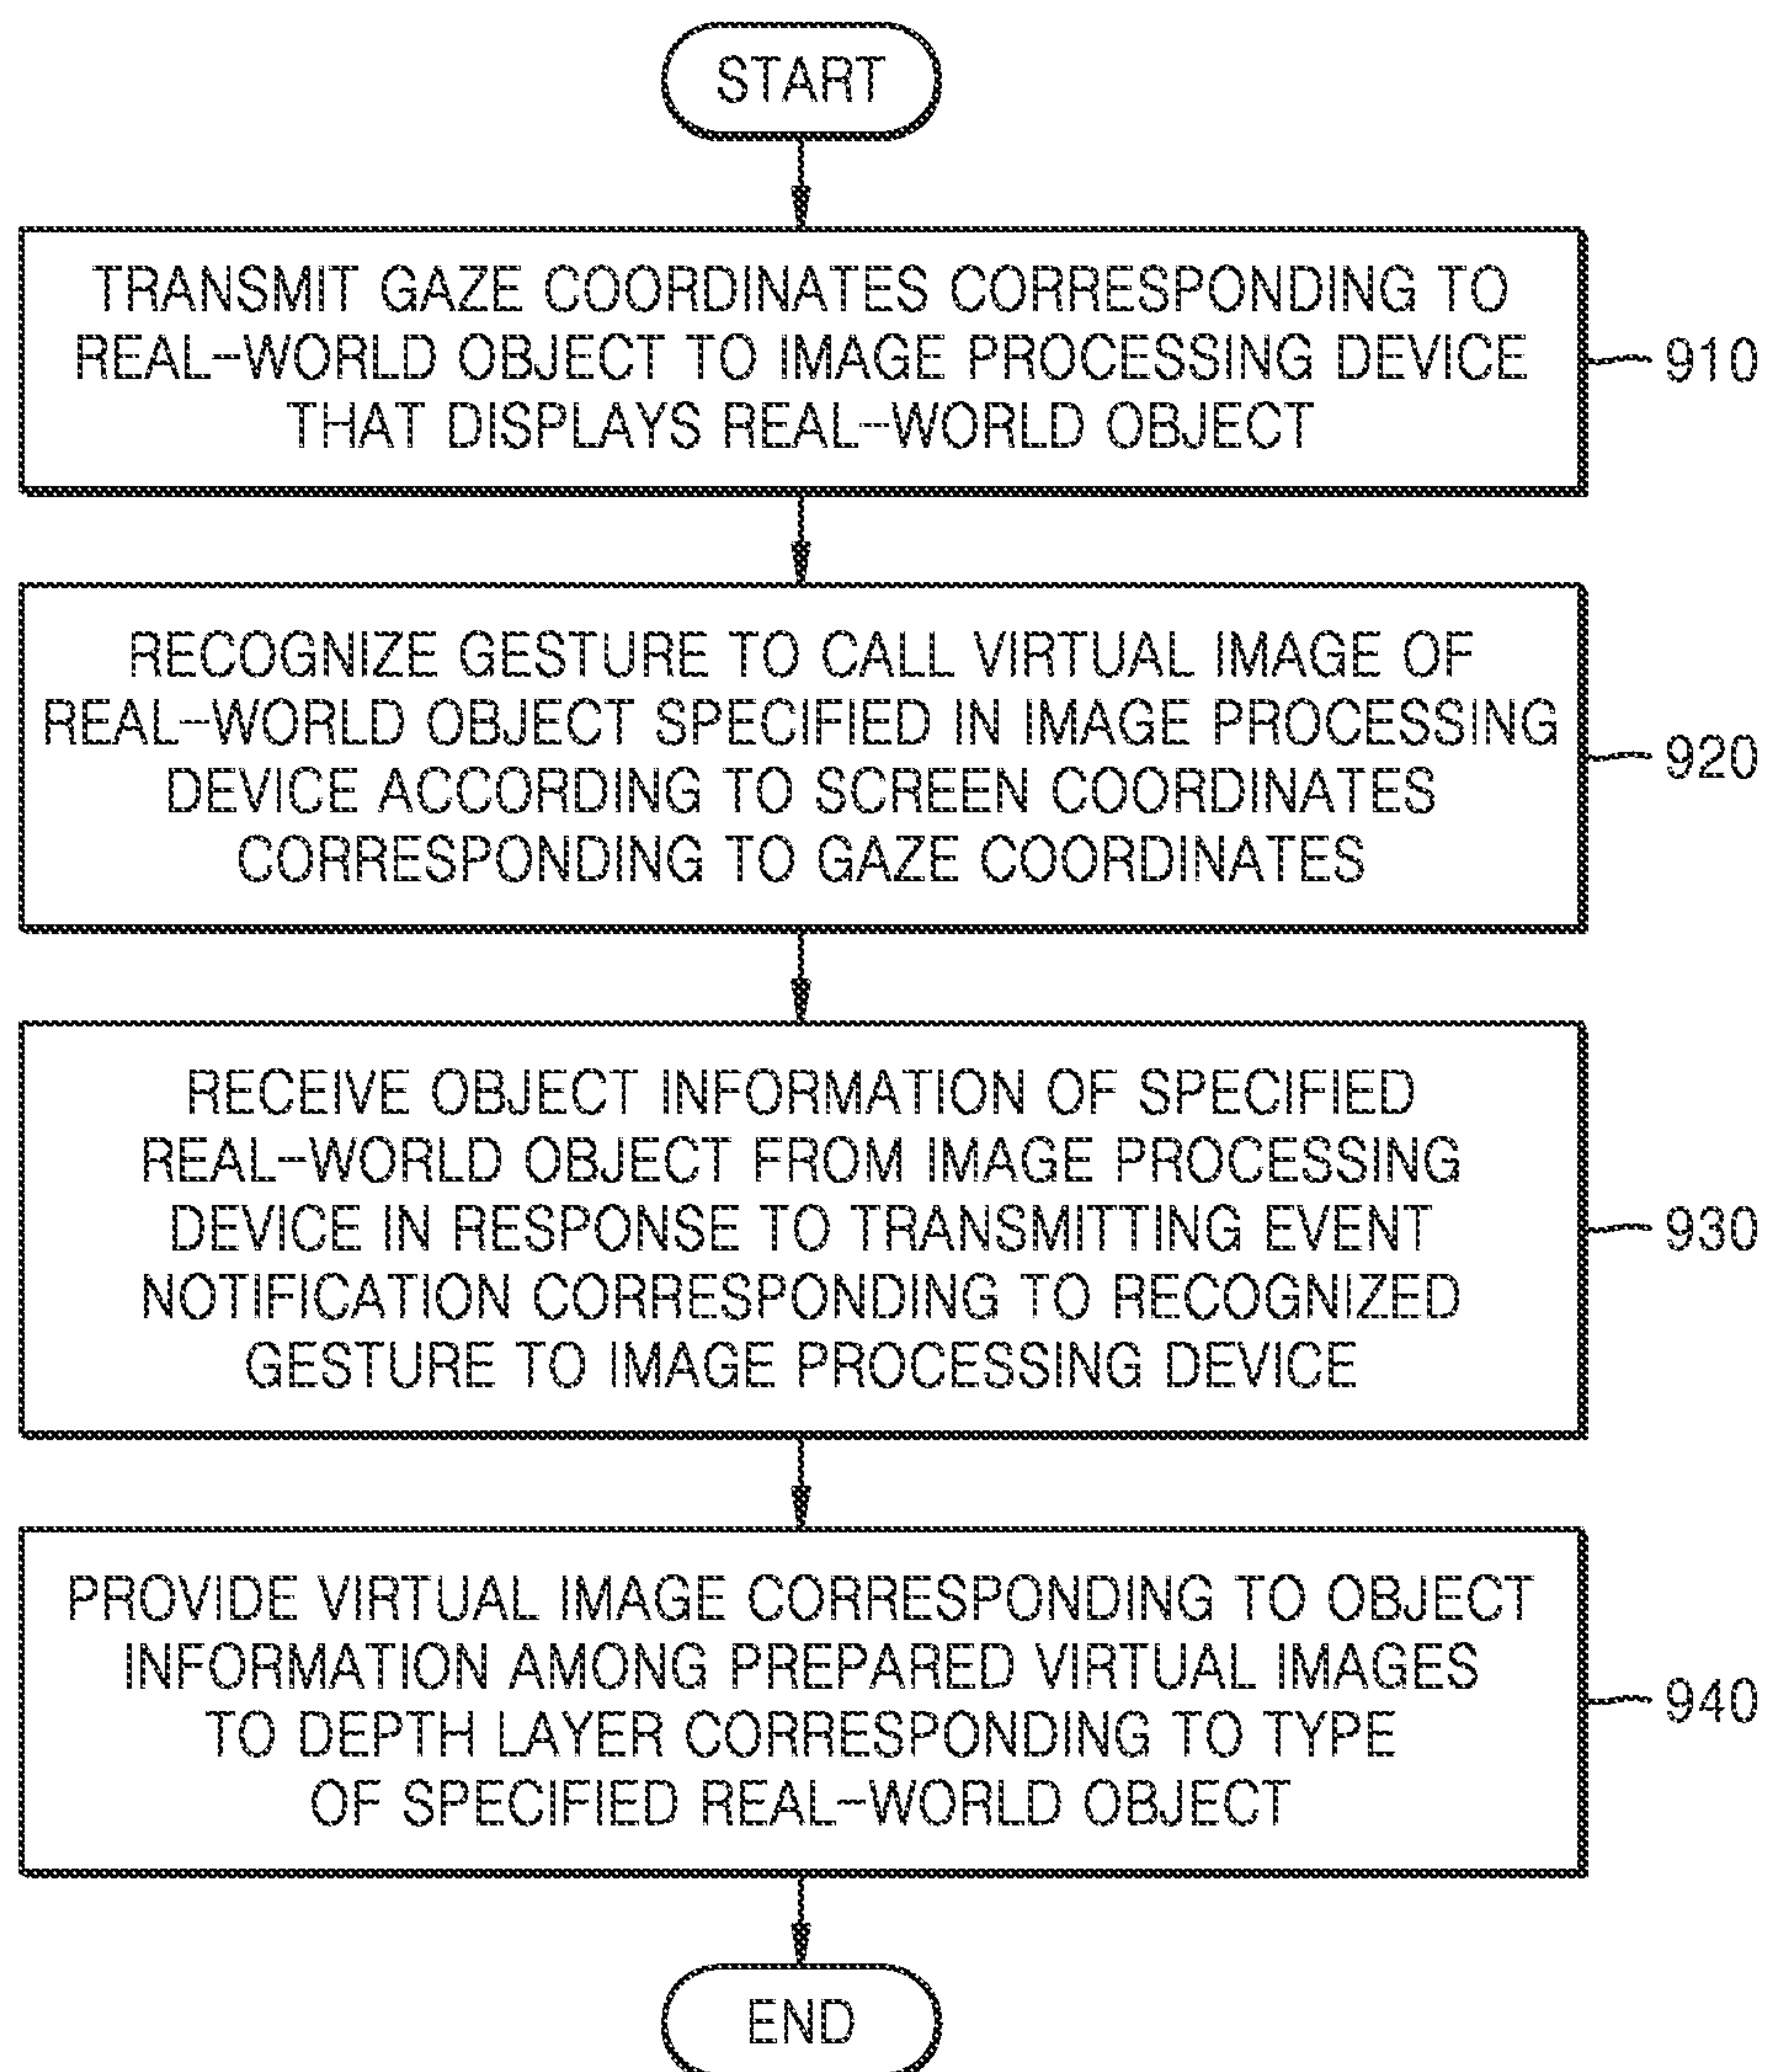 START
TRANSMIT GAZE COORDINATES CORRESPONDING TO
REAL-WORLD OBJECT TO IMAGE PROCESSING DEVICE
THAT DISPLAYS REAL-WORLD OBJECT
910
RECOGNIZE GESTURE TO CALL VIRTUAL IMAGE OF
REAL-WORLD OBJECT SPECIFIED IN IMAGE PROCESSING
DEVICE ACCORDING TO SCREEN COORDINATES
CORRESPONDING TO GAZE COORDINATES
920
RECEIVE OBJECT INFORMATION OF SPECIFIED
REAL-WORLD OBJECT FROM IMAGE PROCESSING
DEVICE IN RESPONSE TO TRANSMITTING EVENT
NOTIFICATION CORRESPONDING TO RECOGNIZED
GESTURE TO IMAGE PROCESSING DEVICE
930
PROVIDE VIRTUAL IMAGE CORRESPONDING TO OBJECT
INFORMATION AMONG PREPARED VIRTUAL IMAGES
TO DEPTH LAYER CORRESPONDING TO TYPE
OF SPECIFIED REAL-WORLD OBJECT
940
END